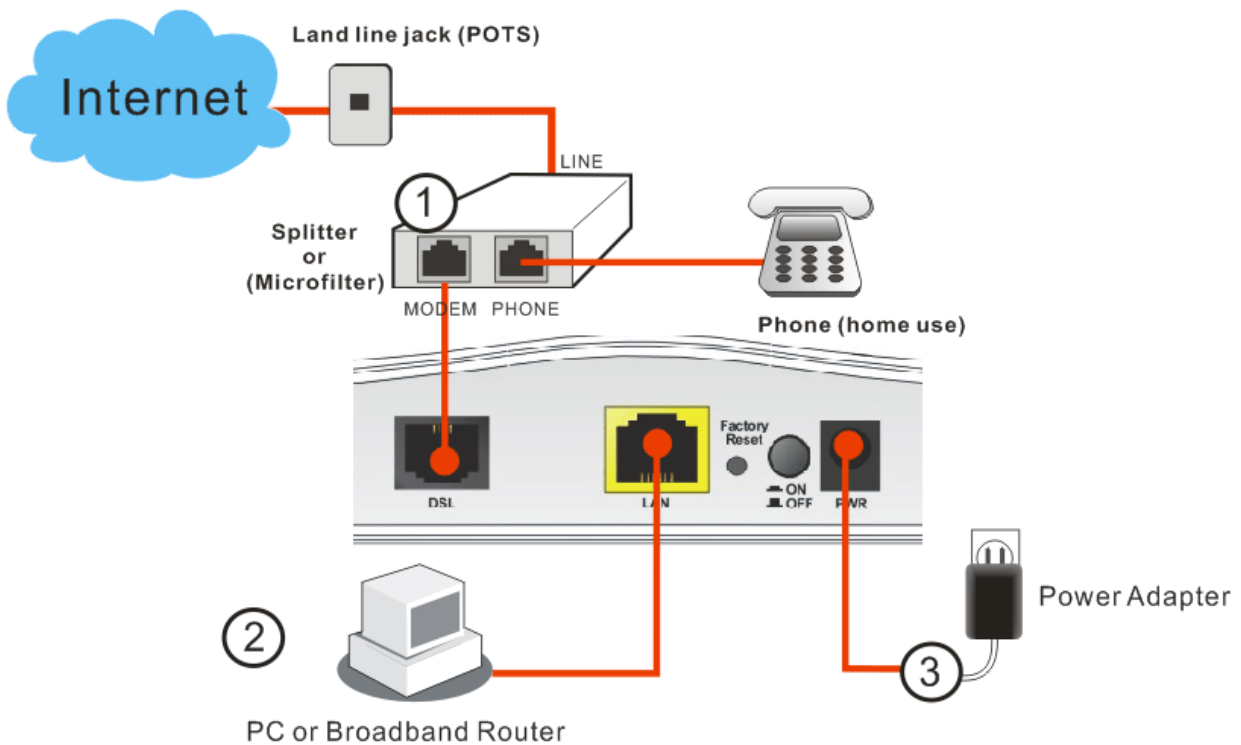 Land line jack (POTS)
Internet
LINE
1
Splitter
or
(Microfilter)
MODEM PHONE
Phone (home use)
Factory
Reset
ON
OFF
DSL
LAN
PWR
2
3
Power Adapter
PC or Broadband Router